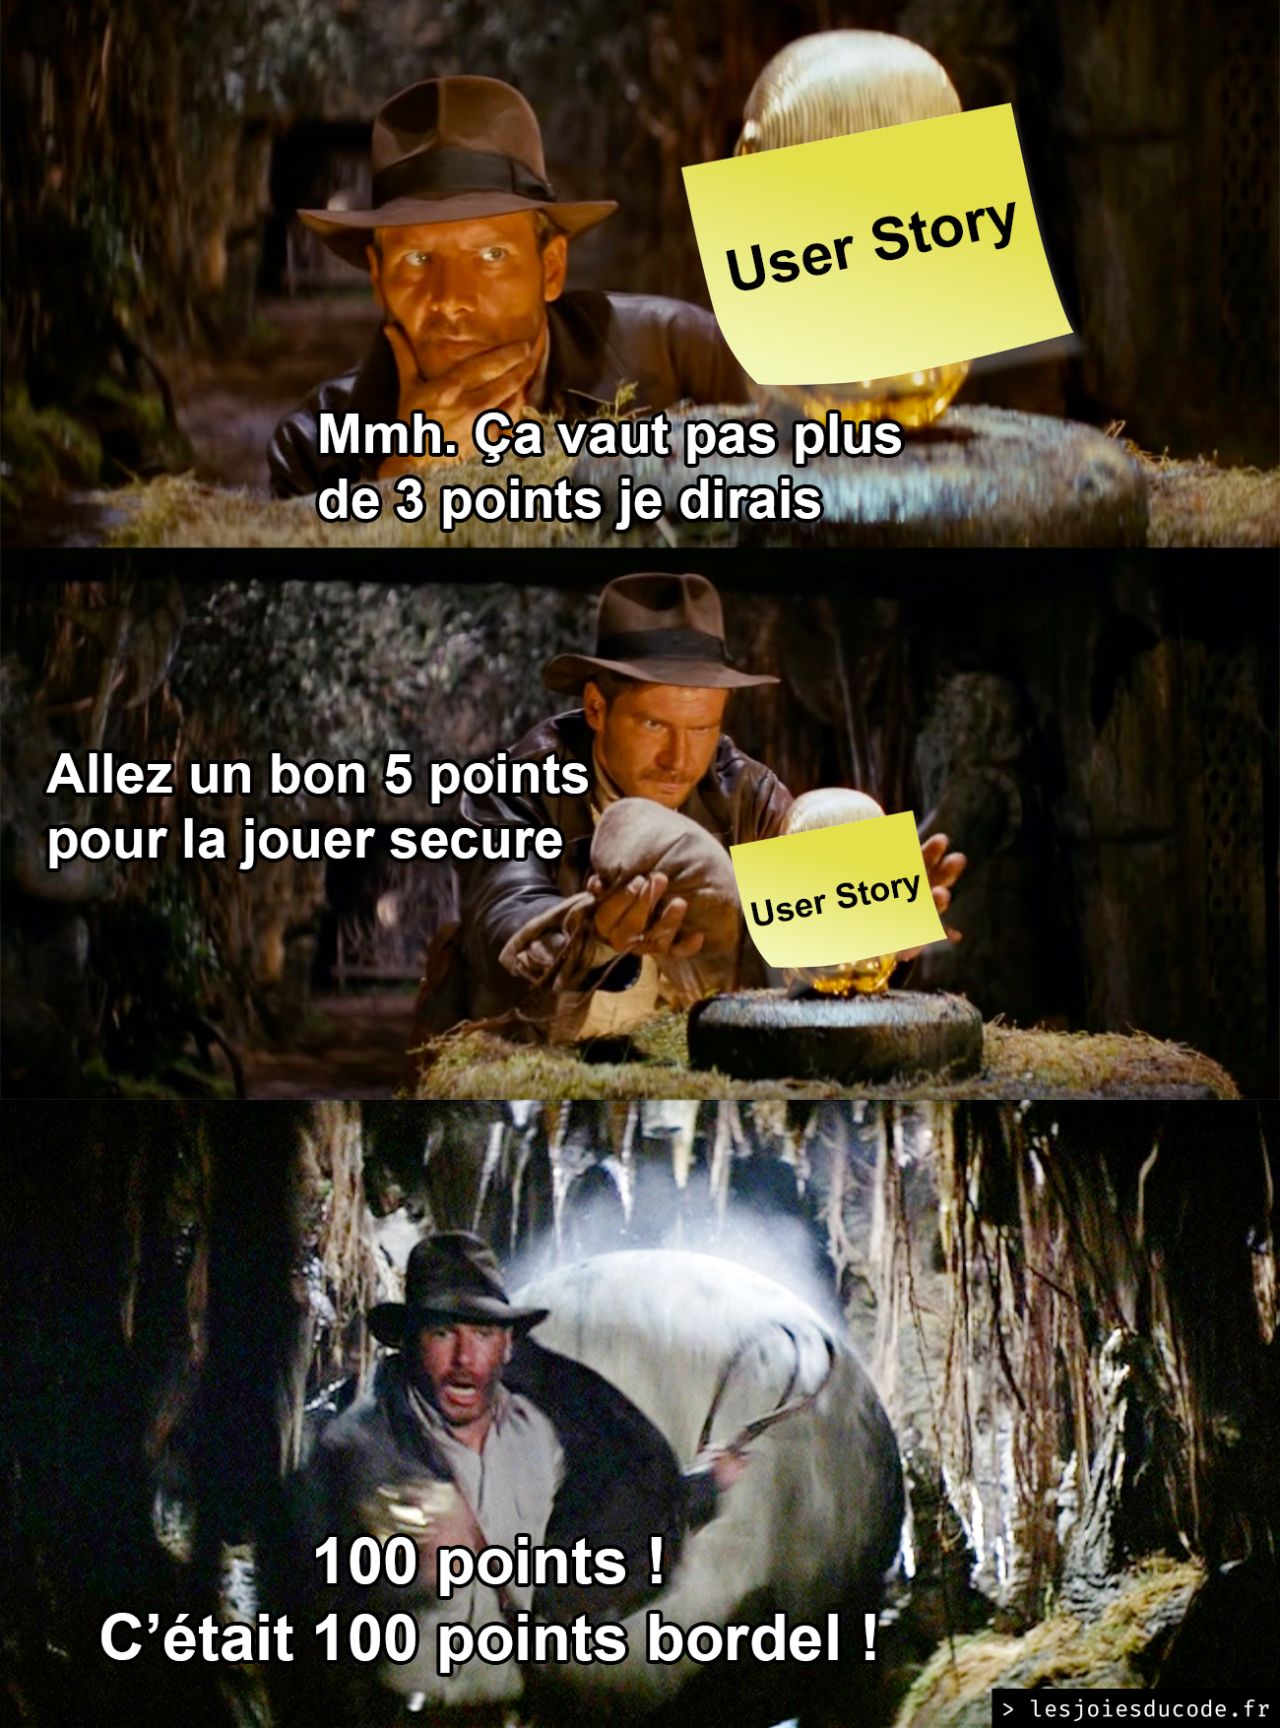 User Story
Mmh. Ça vaut pas plus
de 3 points je dirais
Allez un bon 5 points
pour la jouer secure
User Story
100 points !
C’était 100 points bordel !
> lesjoiesducode.fr